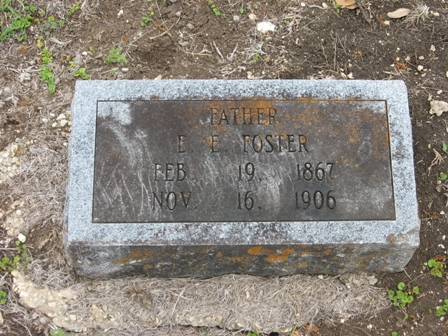 FATHER
E. E. FOSTER
FEB. 19. 1867
NOV. 16. 1906